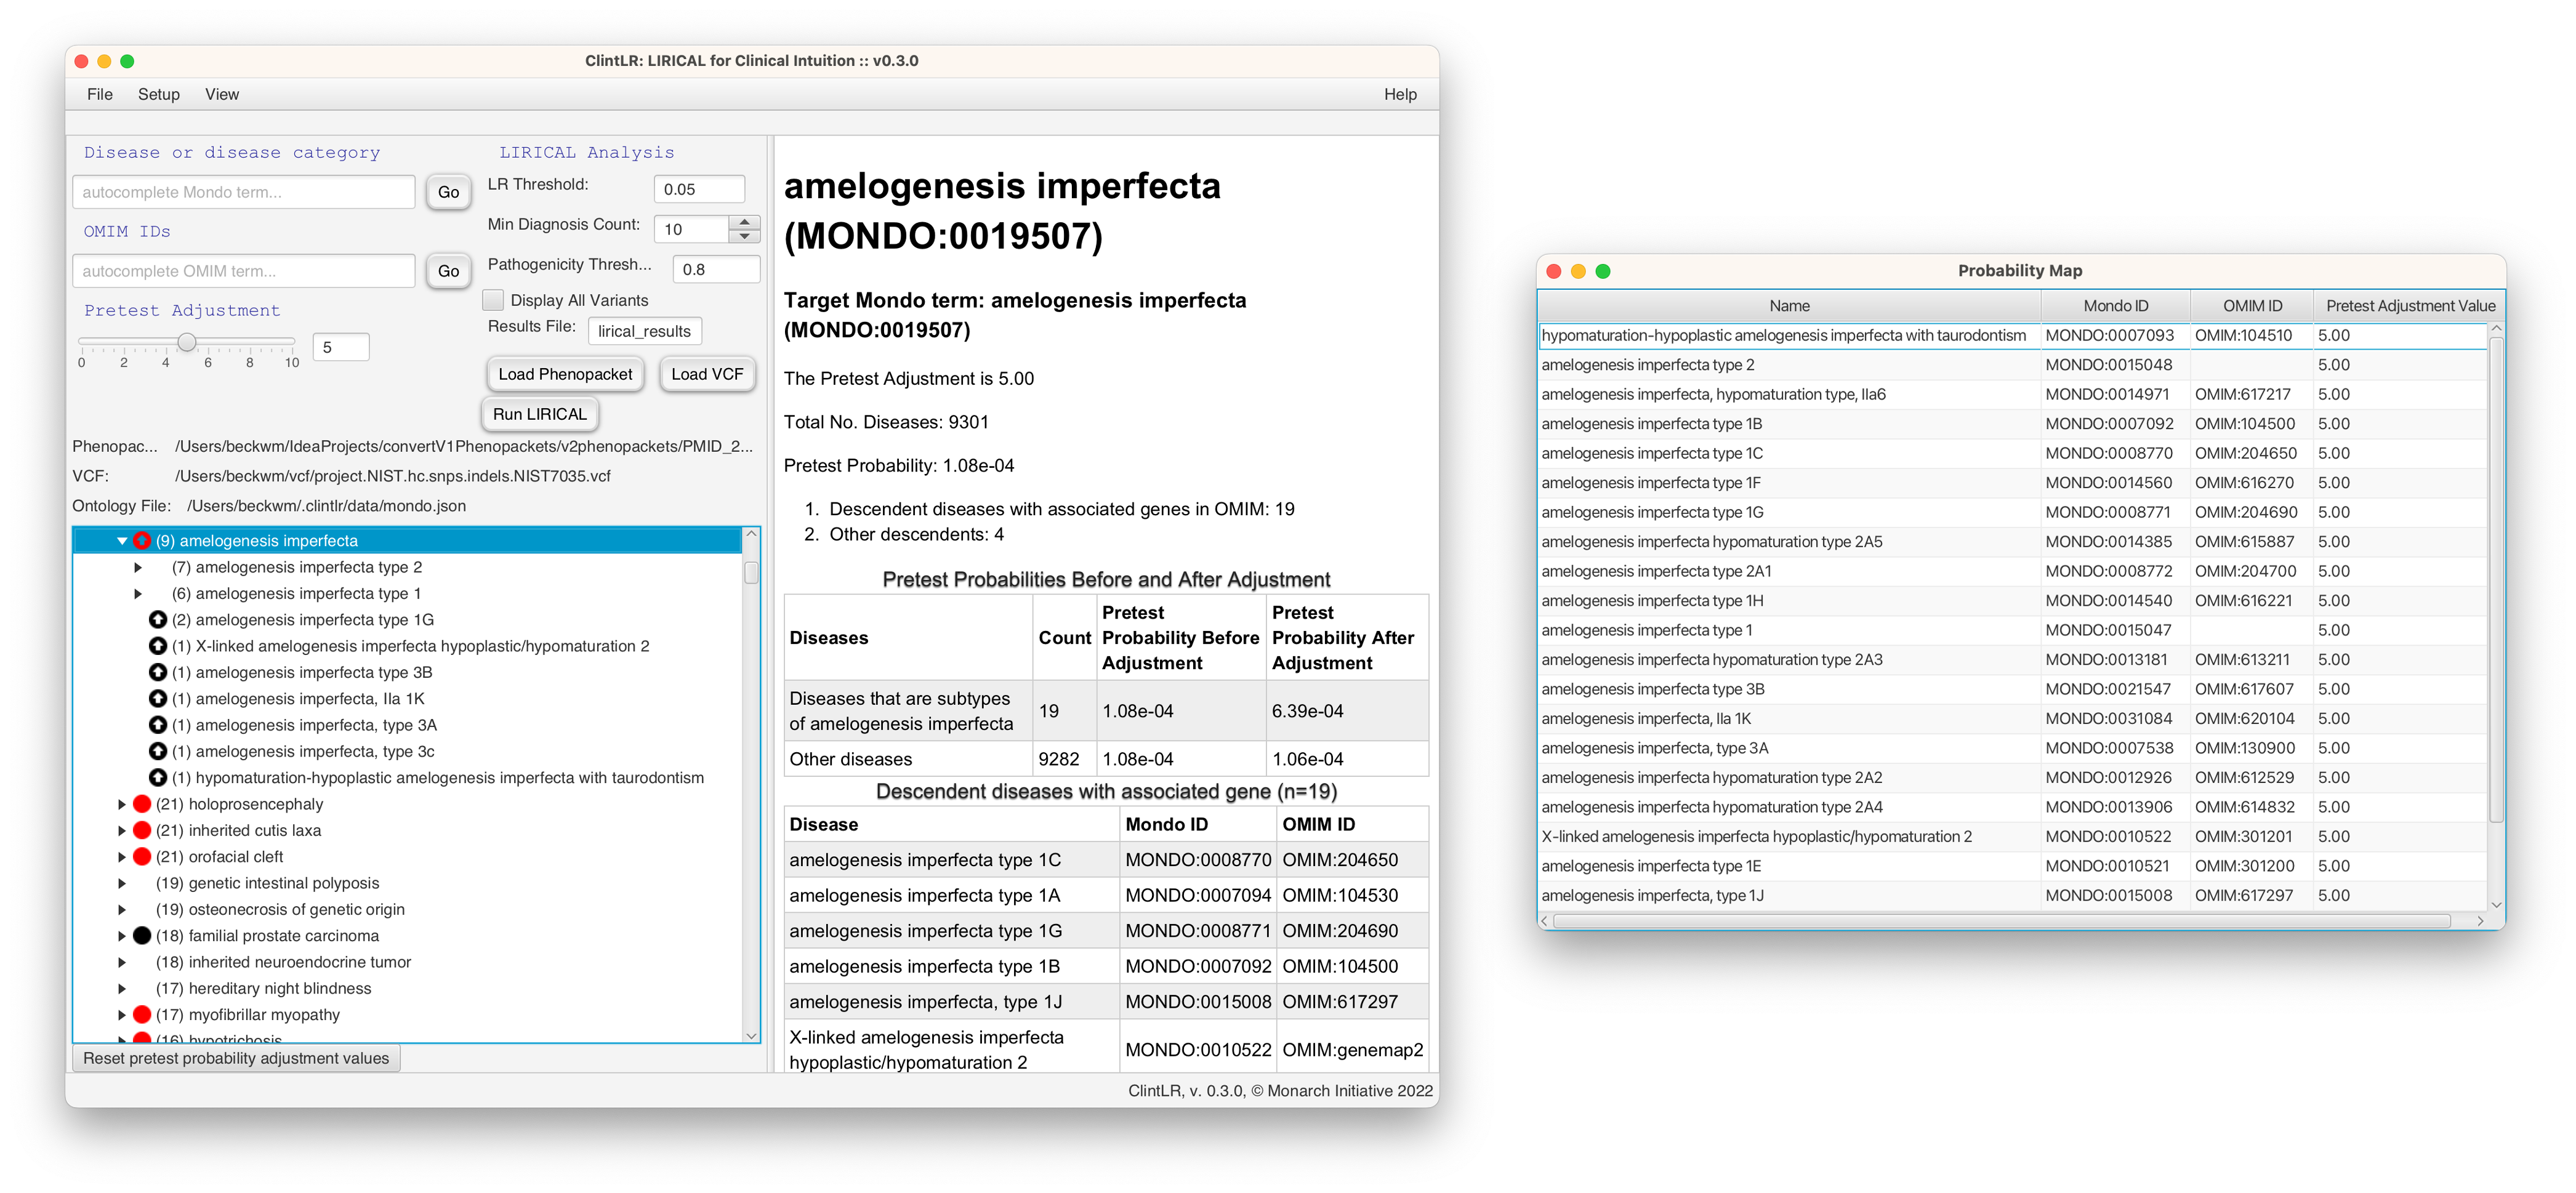 ClintLR: LIRICAL for Clinical Intuition :: v0.3.0
File Setup View Help
Disease or disease category
autocomplete Mondo term... Go
OMIM IDs
autocomplete OMIM term... Go
Pretest Adjustment
5
0 2 4 6 8 10
LIRICAL Analysis
LR Threshold: 0.05
Min Diagnosis Count: 10
Pathogenicity Thresh... 0.8
Display All Variants
Results File: lirical_results
Load Phenopacket Load VCF
Run LIRICAL
Phenopac... /Users/beckwm/IdeaProjects/convertV1Phenopackets/v2phenopackets/PMID_2...
VCF: /Users/beckwm/vcf/project.NIST.hc.snps.indels.NIST7035.vcf
Ontology File: /Users/beckwm/.clintlr/data/mondo.json
(9) amelogenesis imperfecta
(7) amelogenesis imperfecta type 2
(6) amelogenesis imperfecta type 1
(2) amelogenesis imperfecta type 1G
(1) X-linked amelogenesis imperfecta hypoplastic/hypomaturation 2
(1) amelogenesis imperfecta type 3B
(1) amelogenesis imperfecta, IIa 1K
(1) amelogenesis imperfecta, type 3A
(1) amelogenesis imperfecta, type 3c
(1) hypomaturation-hypoplastic amelogenesis imperfecta with taurodontism
(21) holoprosencephaly
(21) inherited cutis laxa
(21) orofacial cleft
(19) genetic intestinal polyposis
(19) osteonecrosis of genetic origin
(18) familial prostate carcinoma
(18) inherited neuroendocrine tumor
(17) hereditary night blindness
(17) myofibrillar myopathy
(16) hypotrichosis
Reset pretest probability adjustment values
amelogenesis imperfecta
(MONDO:0019507)
Target Mondo term: amelogenesis imperfecta
(MONDO:0019507)
The Pretest Adjustment is 5.00
Total No. Diseases: 9301
Pretest Probability: 1.08e-04
1. Descendent diseases with associated genes in OMIM: 19
2. Other descendents: 4
Pretest Probabilities Before and After Adjustment
Diseases Count Pretest Probability Before Adjustment Pretest Probability After Adjustment
Diseases that are subtypes of amelogenesis imperfecta 19 1.08e-04 6.39e-04
Other diseases 9282 1.08e-04 1.06e-04
Descendent diseases with associated gene (n=19)
Disease Mondo ID OMIM ID
amelogenesis imperfecta type 1C MONDO:0008770 OMIM:204650
amelogenesis imperfecta type 1A MONDO:0007094 OMIM:104530
amelogenesis imperfecta type 1G MONDO:0008771 OMIM:204690
amelogenesis imperfecta type 1B MONDO:0007092 OMIM:104500
amelogenesis imperfecta, type 1J MONDO:0015008 OMIM:617297
X-linked amelogenesis imperfecta hypoplastic/hypomaturation 2 MONDO:0010522 OMIM:genemap2
ClintLR, v. 0.3.0, © Monarch Initiative 2022
Probability Map
Name Mondo ID OMIM ID Pretest Adjustment Value
hypomaturation-hypoplastic amelogenesis imperfecta with taurodontism MONDO:0007093 OMIM:104510 5.00
amelogenesis imperfecta type 2 MONDO:0015048 5.00
amelogenesis imperfecta, hypomaturation type, IIa6 MONDO:0014971 OMIM:617217 5.00
amelogenesis imperfecta type 1B MONDO:0007092 OMIM:104500 5.00
amelogenesis imperfecta type 1C MONDO:0008770 OMIM:204650 5.00
amelogenesis imperfecta type 1F MONDO:0014560 OMIM:616270 5.00
amelogenesis imperfecta type 1G MONDO:0008771 OMIM:204690 5.00
amelogenesis imperfecta hypomaturation type 2A5 MONDO:0014385 OMIM:615887 5.00
amelogenesis imperfecta type 2A1 MONDO:0008772 OMIM:204700 5.00
amelogenesis imperfecta type 1H MONDO:0014540 OMIM:616221 5.00
amelogenesis imperfecta type 1 MONDO:0015047 5.00
amelogenesis imperfecta hypomaturation type 2A3 MONDO:0013181 OMIM:613211 5.00
amelogenesis imperfecta type 3B MONDO:0021547 OMIM:617607 5.00
amelogenesis imperfecta, IIa 1K MONDO:0031084 OMIM:620104 5.00
amelogenesis imperfecta, type 3A MONDO:0007538 OMIM:130900 5.00
amelogenesis imperfecta hypomaturation type 2A2 MONDO:0012926 OMIM:612529 5.00
amelogenesis imperfecta hypomaturation type 2A4 MONDO:0013906 OMIM:614832 5.00
X-linked amelogenesis imperfecta hypoplastic/hypomaturation 2 MONDO:0010522 OMIM:301201 5.00
amelogenesis imperfecta type 1E MONDO:0010521 OMIM:301200 5.00
amelogenesis imperfecta, type 1J MONDO:0015008 OMIM:617297 5.00